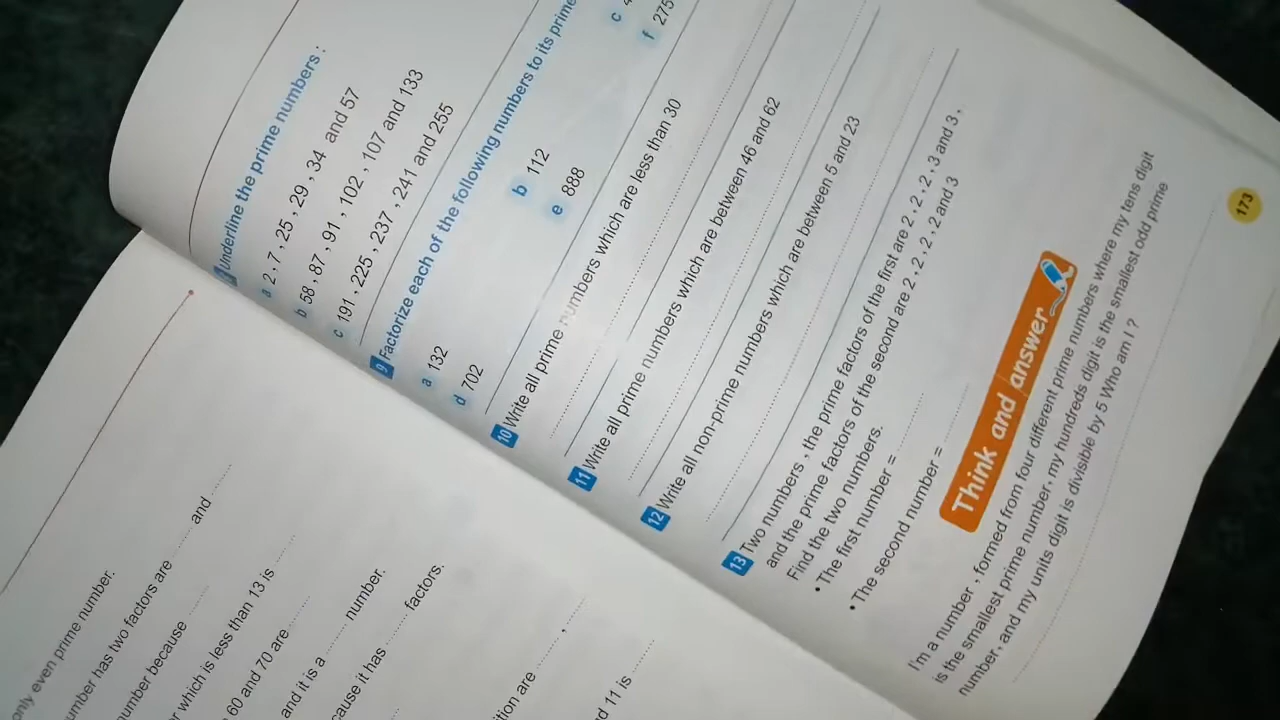 only even prime number.
number has two factors are ............ and ............
number because ............
which is less than 13 is ............
60 and 70 are ............
and it is a ............ number.
cause it has ............ factors.
tion are ............ , ............
d 11 is ............
Underline the prime numbers :
a 2 , 7 , 25 , 29 , 34 and 57
b 58 , 87 , 91 , 102 , 107 and 133
c 191 , 225 , 237 , 241 and 255
9 Factorize each of the following numbers to its prime
a 132 b 112 c
d 702 e 888 f 275
10 Write all prime numbers which are less than 30
11 Write all prime numbers which are between 46 and 62
12 Write all non-prime numbers which are between 5 and 23
13 Two numbers , the prime factors of the first are 2 , 2 , 2 , 3 and 3 ,
and the prime factors of the second are 2 , 2 , 2 , 2 and 3
Find the two numbers.
• The first number = ............
• The second number = ............
Think and answer
I'm a number , formed from four different prime numbers where my tens digit
is the smallest prime number , my hundreds digit is the smallest odd prime
number , and my units digit is divisible by 5 Who am I ?
173